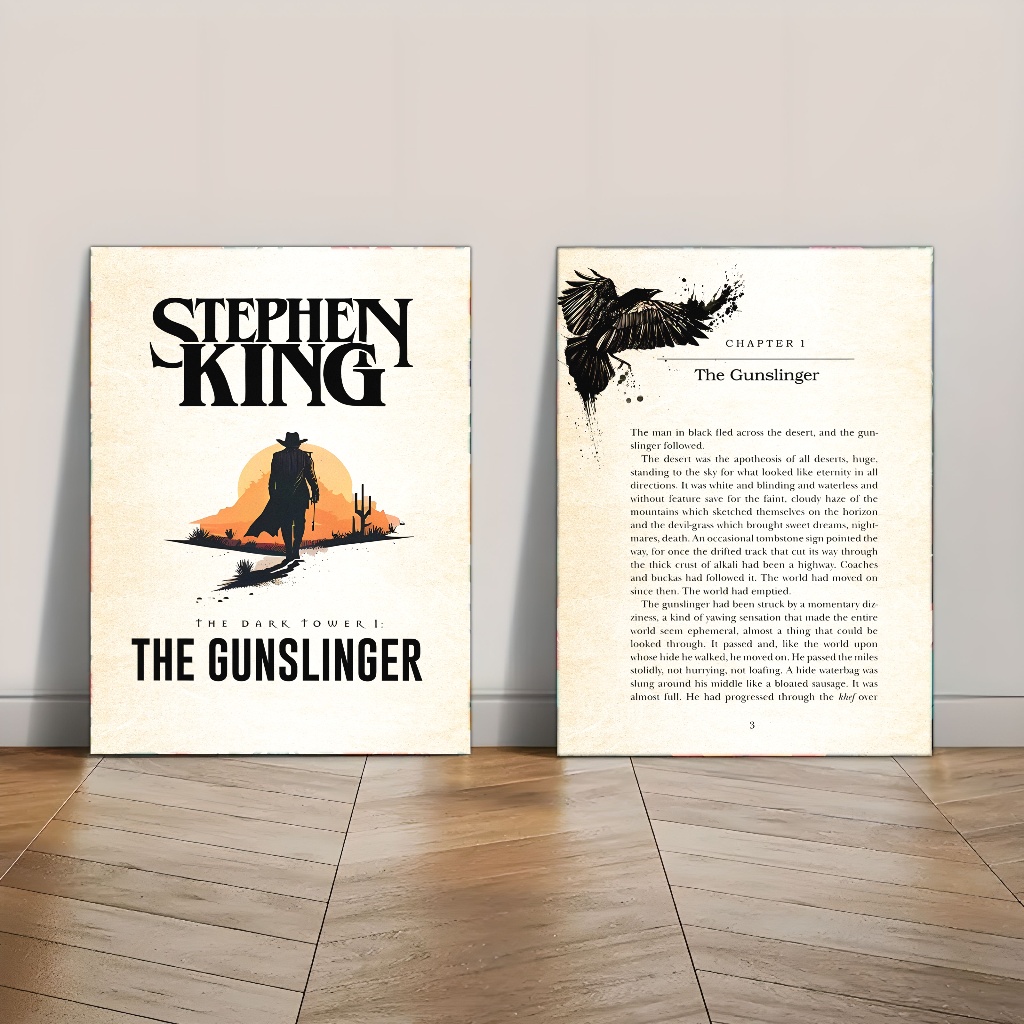 STEPHEN
KING
THE DARK TOWER I:
THE GUNSLINGER
CHAPTER 1
The Gunslinger
The man in black fled across the desert, and the gun-
slinger followed.
The desert was the apotheosis of all deserts, huge,
standing to the sky for what looked like eternity in all
directions. It was white and blinding and waterless and
without feature save for the faint, cloudy haze of the
mountains which sketched themselves on the horizon
and the devil-grass which brought sweet dreams, night-
mares, death. An occasional tombstone sign pointed the
way, for once the drifted track that cut its way through
the thick crust of alkali had been a highway. Coaches
and buckas had followed it. The world had moved on
since then. The world had emptied.
The gunslinger had been struck by a momentary diz-
ziness, a kind of yawing sensation that made the entire
world seem ephemeral, almost a thing that could be
looked through. It passed and, like the world upon
whose hide he walked, he moved on. He passed the miles
stolidly, not hurrying, not loafing. A hide waterbag was
slung around his middle like a bloated sausage. It was
almost full. He had progressed through the khef over
3